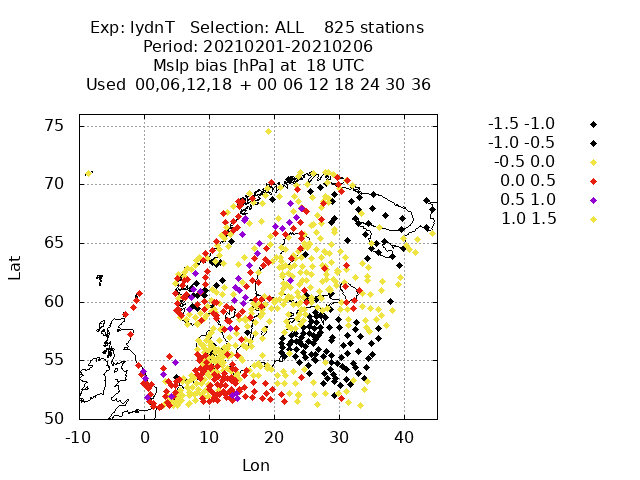 Exp: IydnT Selection: ALL 825 stations
Period: 20210201-20210206
Mslp bias [hPa] at 18 UTC
Used 00,06,12,18 + 00 06 12 18 24 30 36
-1.5 -1.0
-1.0 -0.5
-0.5 0.0
0.0 0.5
0.5 1.0
1.0 1.5
75
70
65
60
55
50
Lat
-10 0 10 20 30 40
Lon